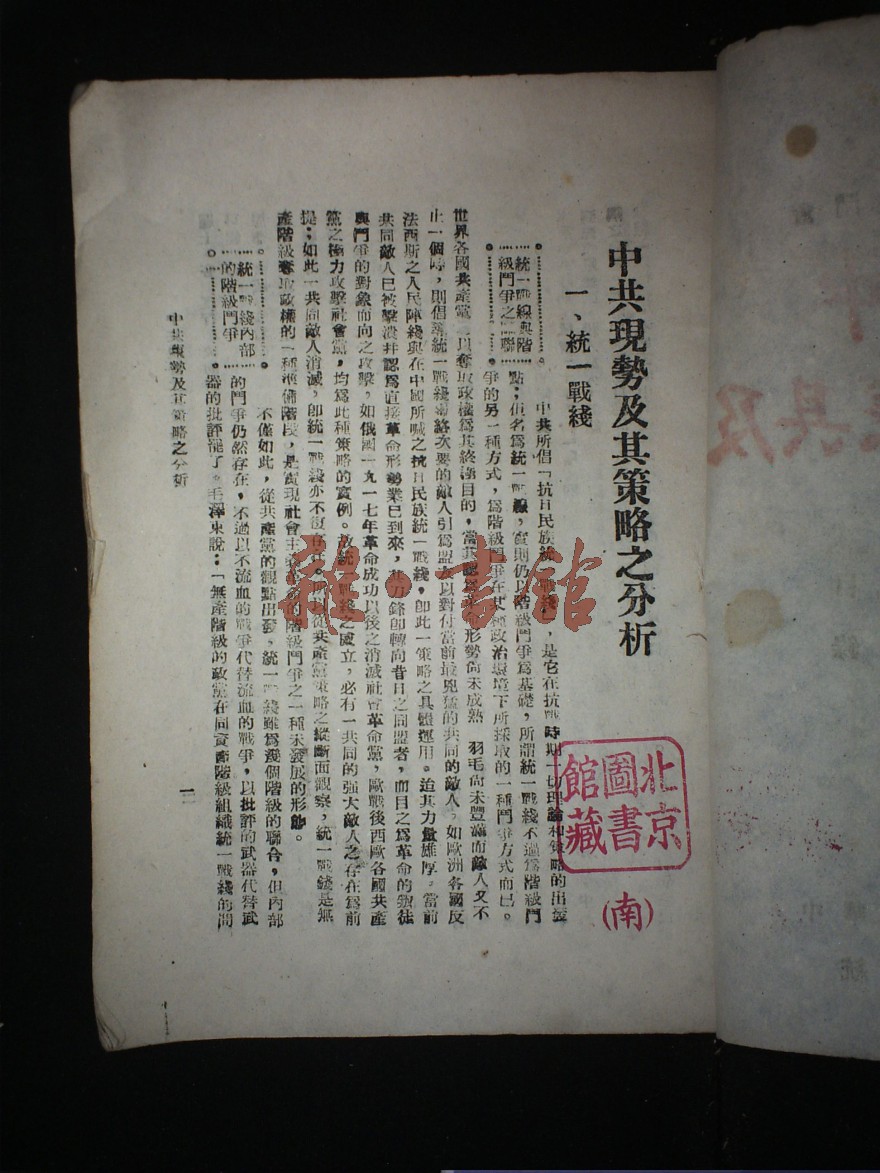 中共現勢及其策略之分析
一、統一戰綫
統一戰線與階
級鬥爭之關聯
中共所倡「抗日民族統一戰綫」，是它在抗戰時期一切理論和策略的出發
點；但名爲統一戰線，實則仍以階級鬥爭爲基礎，所謂統一戰綫不過爲階級鬥
爭的另一種方式，爲階級鬥爭在某種政治環境下所採取的一種鬥爭方式而已。
世界各國共產黨，以奪取政權爲其終極目的，當其認爲革命形勢尚未成熟 羽毛尚未豐滿而敵人又不
止一個時，則倡導統一戰綫聯絡次要的敵人引爲盟友以對付當前最兇猛的共同的敵人，如歐洲各國反
法西斯之人民陣綫與在中國所喊之抗日民族統一戰綫，卽此一策略之具體運用。迨其力量雄厚，當前
共同敵人已被擊潰并認爲直接革命形勢業已到來，其刀鋒卽轉向昔日之同盟者，而目之爲革命的叛徒
與鬥爭的對象而向之攻擊，如俄國一九一七年革命成功以後之消滅社會革命黨，歐戰後西歐各國共產
黨之極力攻擊社會黨，均爲此種策略的實例。故統一戰綫之成立，必有一共同的强大敵人之存在爲前
提；如此一共同敵人消滅，卽統一戰綫亦不復存在。所以從共產黨策略之縱斷面觀察，統一戰綫是無
產階級奪取政權的一種準備階段，是實現社會主義革命的階級鬥爭之一種未發展的形態。
統一戰綫內部
的階級鬥爭
不僅如此，從共產黨的觀點出發，統一戰綫雖爲幾個階級的聯合，但內部
的鬥爭仍然存在，不過以不流血的戰爭代替流血的戰爭，以批評的武器代替武
器的批評罷了。毛澤東說：「無產階級的政黨在同資產階級組織統一戰綫的問
中共現勢及其策略之分析
一
北京圖書館藏
(南)
雅·書館